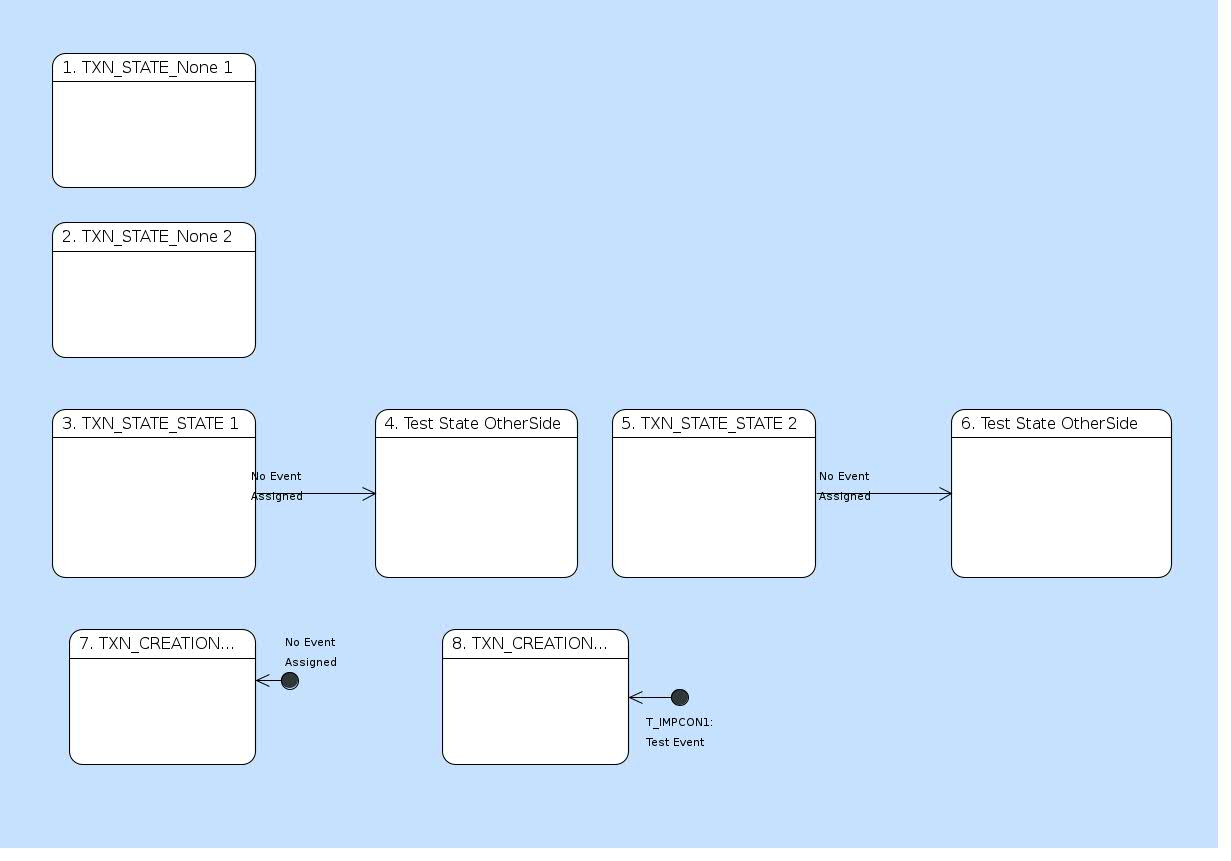 1. TXN_STATE_None 1
2. TXN_STATE_None 2
3. TXN_STATE_STATE 1
4. Test State OtherSide
5. TXN_STATE_STATE 2
6. Test State OtherSide
No Event
Assigned
No Event
Assigned
7. TXN_CREATION...
No Event
Assigned
8. TXN_CREATION...
T_IMPCON1:
Test Event